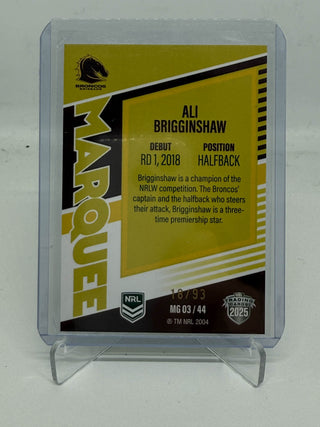 BRONCOS
BRISBANE
MARQUEE
ALI
BRIGGINSHAW
DEBUT
RD 1, 2018
POSITION
HALFBACK
Brigginshaw is a champion of the
NRLW competition. The Broncos'
captain and the halfback who steers
their attack, Brigginshaw is a three-
time premiership star.
18/93
NRL
MG 03 / 44
® TM NRL 2004
TRADING
CARDS
2025